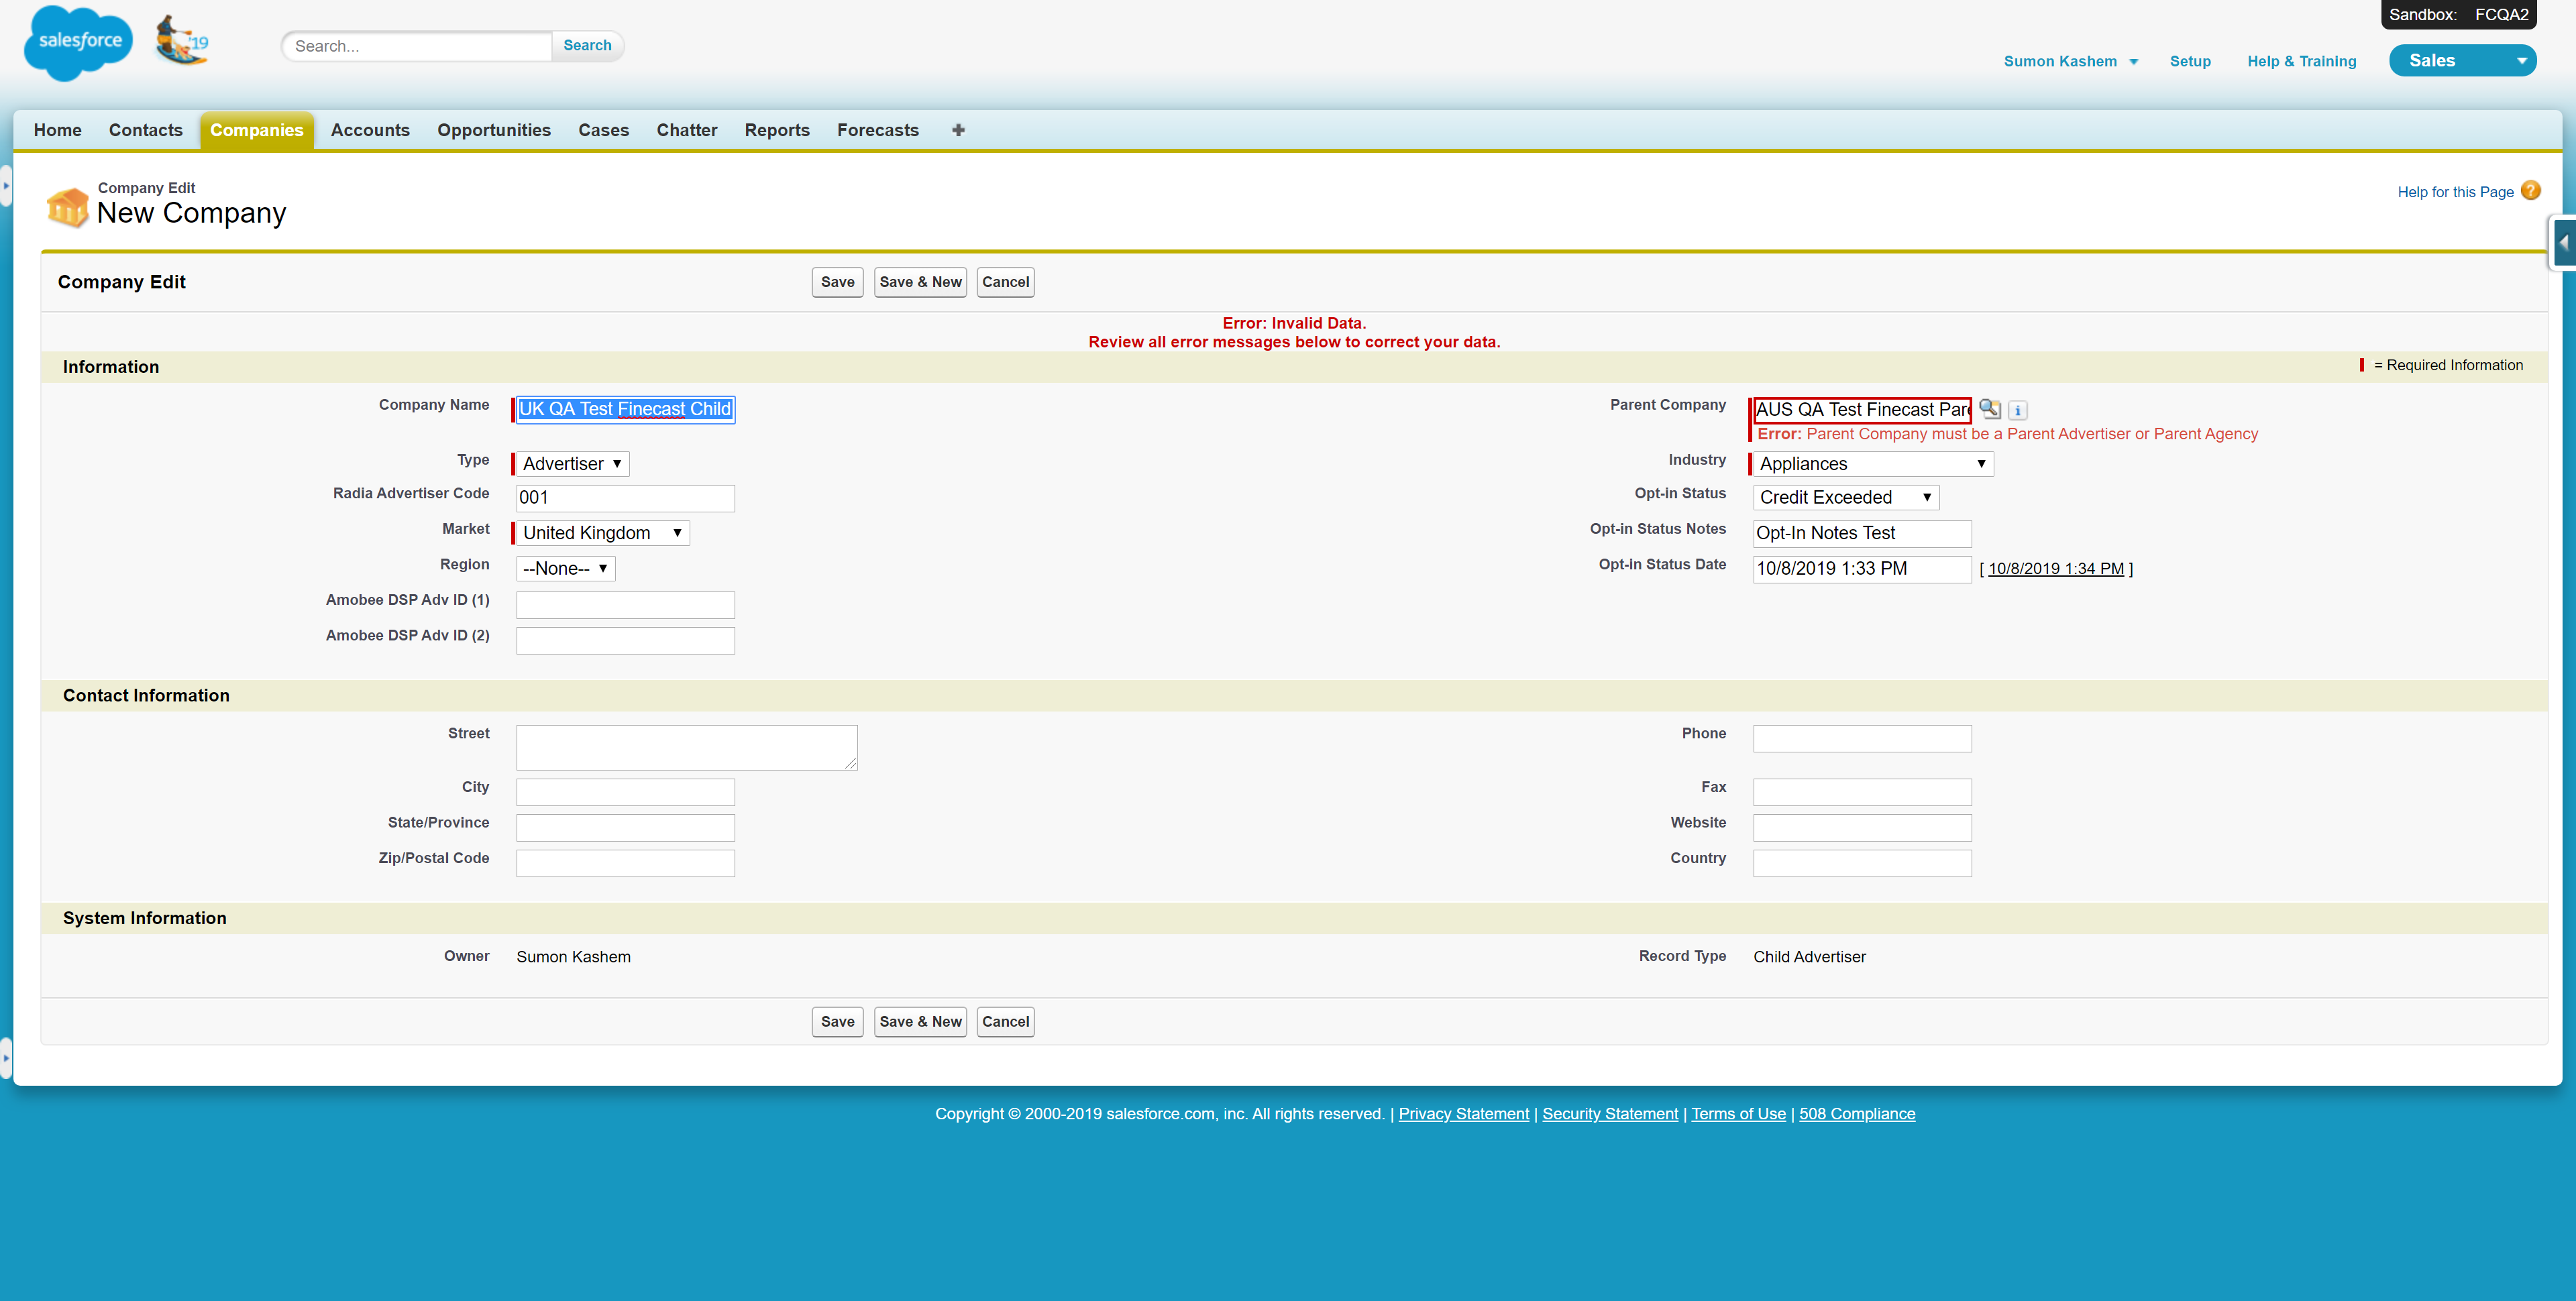 Sandbox: FCQA2
salesforce
'19
Search...
Search
Sumon Kashem
Setup
Help & Training
Sales
Home
Contacts
Companies
Accounts
Opportunities
Cases
Chatter
Reports
Forecasts
Company Edit
New Company
Help for this Page
Company Edit
Save
Save & New
Cancel
Error: Invalid Data.
Review all error messages below to correct your data.
Information
= Required Information
Company Name
UK QA Test Finecast Child
Parent Company
AUS QA Test Finecast Pare
Error: Parent Company must be a Parent Advertiser or Parent Agency
Type
Advertiser
Industry
Appliances
Radia Advertiser Code
001
Opt-in Status
Credit Exceeded
Market
United Kingdom
Opt-in Status Notes
Opt-In Notes Test
Region
--None--
Opt-in Status Date
10/8/2019 1:33 PM
[ 10/8/2019 1:34 PM ]
Amobee DSP Adv ID (1)
Amobee DSP Adv ID (2)
Contact Information
Street
Phone
City
Fax
State/Province
Website
Zip/Postal Code
Country
System Information
Owner
Sumon Kashem
Record Type
Child Advertiser
Save
Save & New
Cancel
Copyright © 2000-2019 salesforce.com, inc. All rights reserved. | Privacy Statement | Security Statement | Terms of Use | 508 Compliance